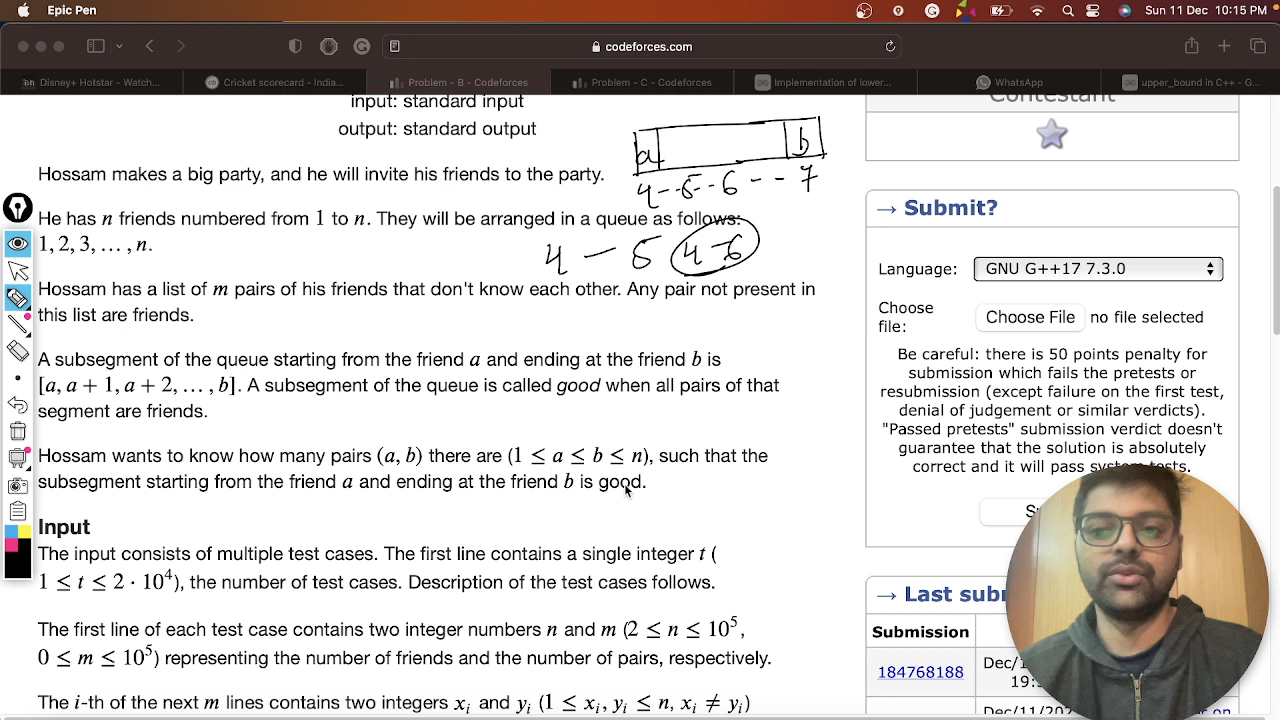 Epic Pen
Sun 11 Dec 10:15 PM
codeforces.com
Disney+ Hotstar - Watch...
Cricket scorecard - India...
Problem - B - Codeforces
Problem - C - Codeforces
Implementation of lower...
WhatsApp
upper_bound in C++ - G...
input: standard input
output: standard output
a b
4 -- 5 -- 6 -- - 7
4 — 5 4 - 6
Hossam makes a big party, and he will invite his friends to the party.
He has n friends numbered from 1 to n. They will be arranged in a queue as follows:
1, 2, 3, … , n.
Hossam has a list of m pairs of his friends that don't know each other. Any pair not present in
this list are friends.
A subsegment of the queue starting from the friend a and ending at the friend b is
[a, a + 1, a + 2, … , b]. A subsegment of the queue is called good when all pairs of that
segment are friends.
Hossam wants to know how many pairs (a, b) there are (1 ≤ a ≤ b ≤ n), such that the
subsegment starting from the friend a and ending at the friend b is good.
Input
The input consists of multiple test cases. The first line contains a single integer t (
1 ≤ t ≤ 2 · 10⁴), the number of test cases. Description of the test cases follows.
The first line of each test case contains two integer numbers n and m (2 ≤ n ≤ 10⁵,
0 ≤ m ≤ 10⁵) representing the number of friends and the number of pairs, respectively.
The i-th of the next m lines contains two integers xᵢ and yᵢ (1 ≤ xᵢ, yᵢ ≤ n, xᵢ ≠ yᵢ)
Contestant
→ Submit?
Language: GNU G++17 7.3.0
Choose
file:
Choose File no file selected
Be careful: there is 50 points penalty for
submission which fails the pretests or
resubmission (except failure on the first test,
denial of judgement or similar verdicts).
"Passed pretests" submission verdict doesn't
guarantee that the solution is absolutely
correct and it will pass system tests.
→ Last
Submission
184768188